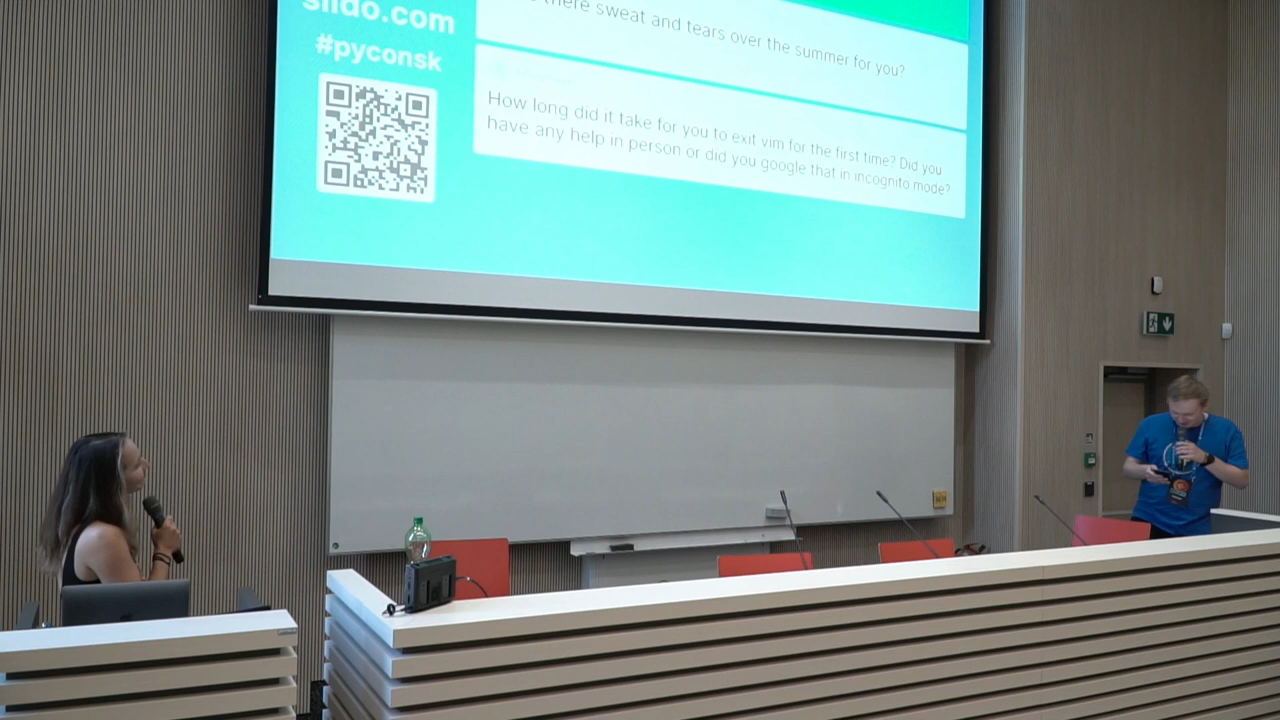 slido.com
#pyconsk
there sweat and tears over the summer for you?
How long did it take for you to exit vim for the first time? Did you
have any help in person or did you google that in incognito mode?